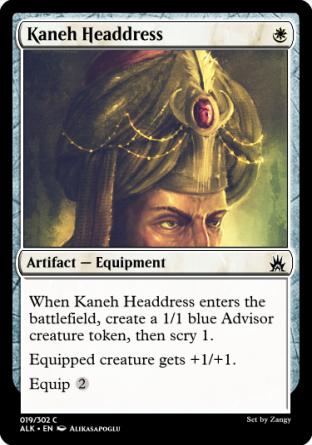 Kaneh Headdress
Artifact — Equipment
When Kaneh Headdress enters the
battlefield, create a 1/1 blue Advisor
creature token, then scry 1.
Equipped creature gets +1/+1.
Equip 2
019/302 C
ALK • EN Alikasapoglu
Set by Zangy